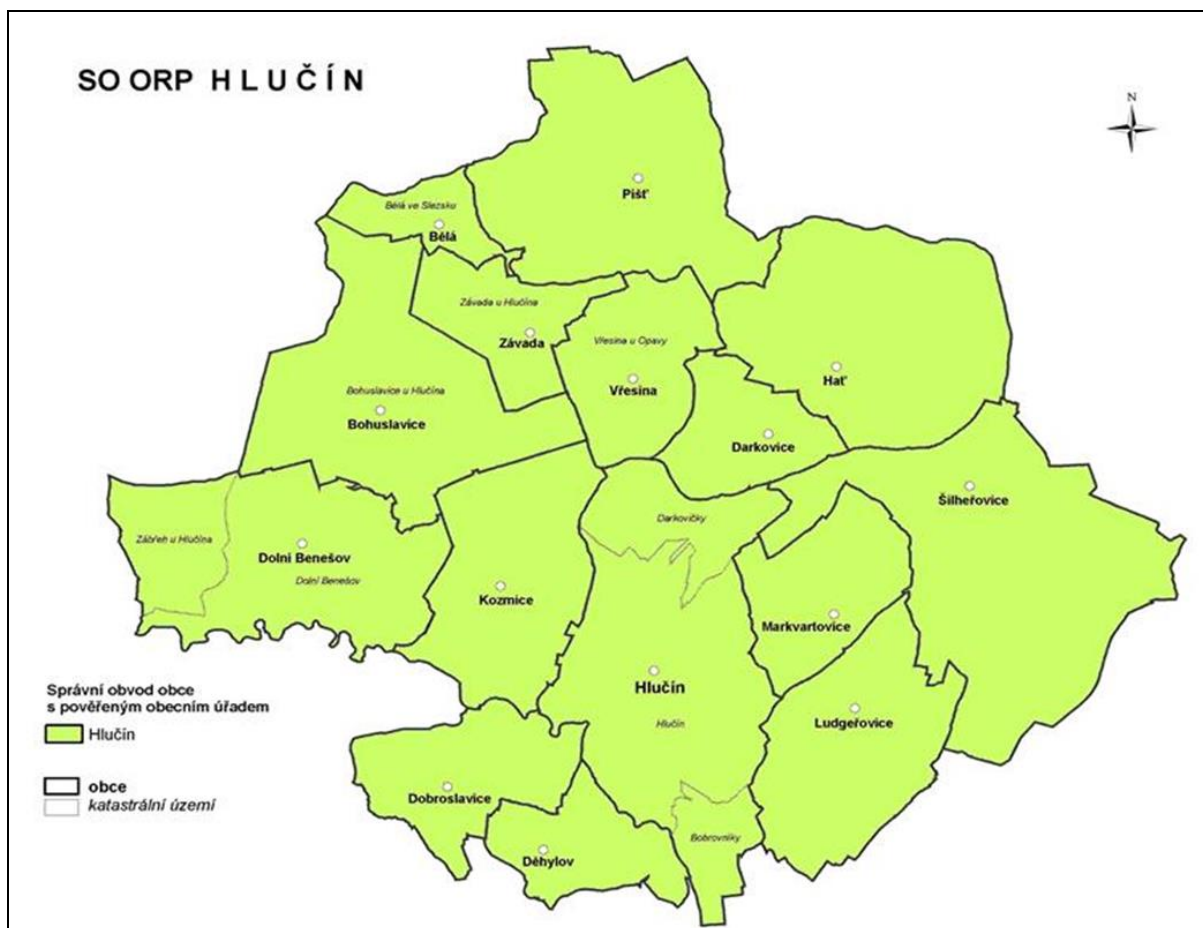 SO ORP HLUČÍN
N
Píšť
Bělá ve Slezsku
Bělá
Závada u Hlučína
Závada
Vřesina u Opavy
Vřesina
Hať
Bohuslavice u Hlučína
Bohuslavice
Darkovice
Šilheřovice
Darkovičky
Zábřeh u Hlučína
Dolní Benešov
Dolní Benešov
Kozmice
Markvartovice
Hlučín
Hlučín
Ludgeřovice
Dobroslavice
Děhylov
Bobrovníky
Správní obvod obce
s pověřeným obecním úřadem
Hlučín
obce
katastrální území